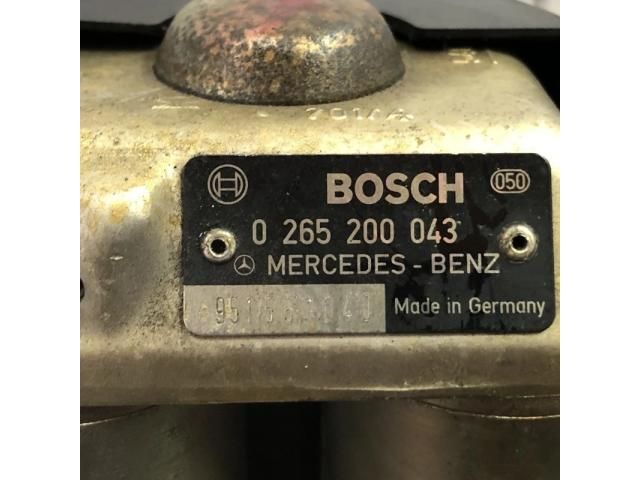 BOSCH 050
0 265 200 043
MERCEDES - BENZ
Made in Germany